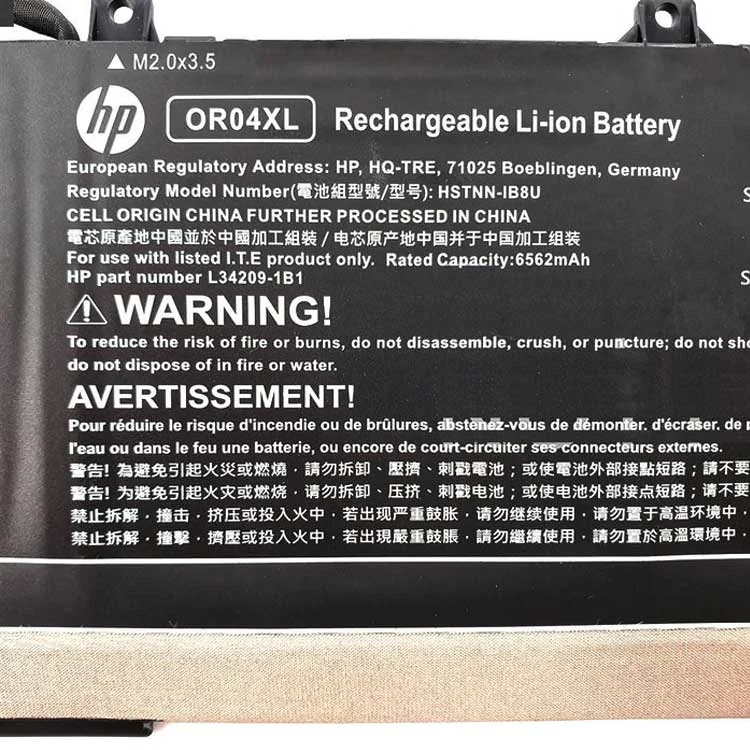 ▲ M2.0x3.5
hp OR04XL Rechargeable Li-ion Battery
European Regulatory Address: HP, HQ-TRE, 71025 Boeblingen, Germany
Regulatory Model Number(電池組型號/型号): HSTNN-IB8U
CELL ORIGIN CHINA FURTHER PROCESSED IN CHINA
電芯原產地中國並於中國加工組裝 / 电芯原产地中国并于中国加工组装
For use with listed I.T.E product only. Rated Capacity:6562mAh
HP part number L34209-1B1
WARNING!
To reduce the risk of fire or burns, do not disassemble, crush, or puncture; do not sho
do not dispose of in fire or water.
AVERTISSEMENT!
Pour réduire le risque d'incendie ou de brûlures, abstenez-vous de démonter. d'écraser. de
l'eau ou dans le feu une batterie, ou encore de court-circuiter ses connecteurs externes.
警告! 為避免引起火災或燃燒,請勿拆卸、壓擠、刺戳電池;或使電池外部接點短路;請不要
警告! 为避免引起火灾或燃烧,请勿拆卸、压挤、刺戳电池;或使电池外部接点短路;请不要
禁止拆解,撞击,挤压或投入火中,若出现严重鼓胀,请勿继续使用,请勿置于高温环境中,
禁止拆解,撞擊,擠壓或投入火中,若出現嚴重鼓脹,請勿繼續使用,請勿置於高溫環境中,